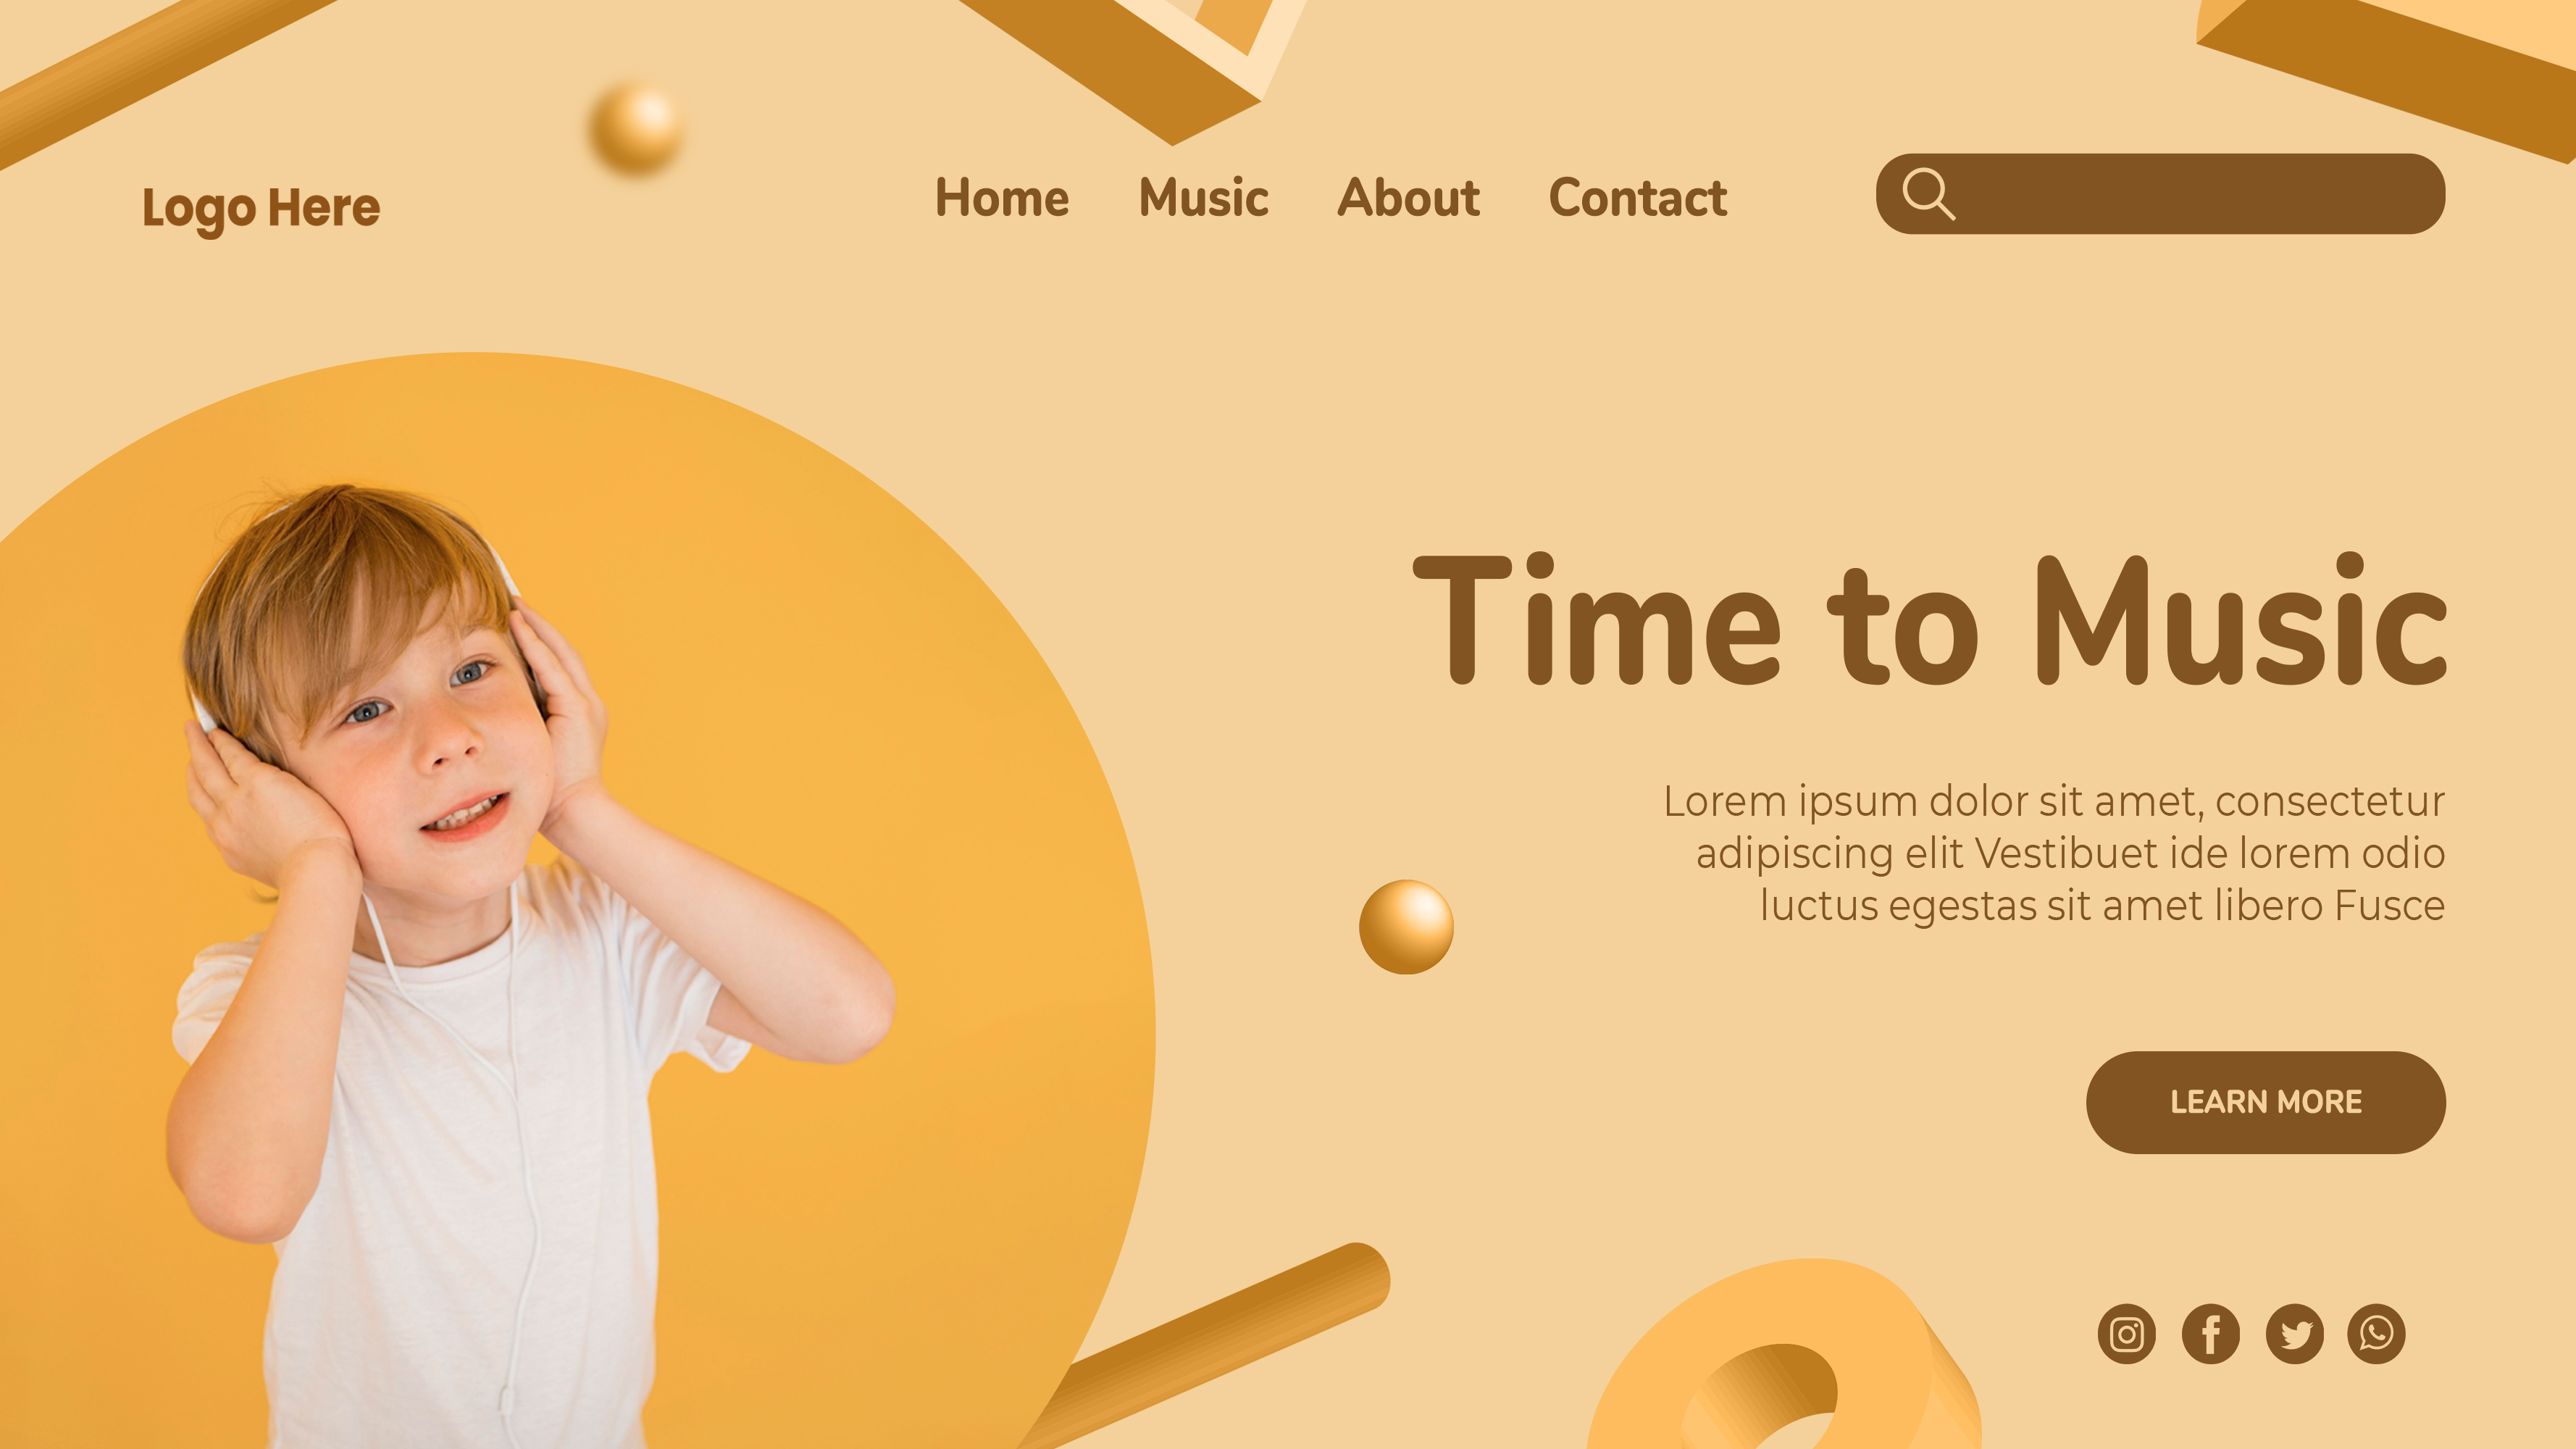 Logo Here
Home Music About Contact
Time to Music
Lorem ipsum dolor sit amet, consectetur
adipiscing elit Vestibuet ide lorem odio
luctus egestas sit amet libero Fusce
LEARN MORE